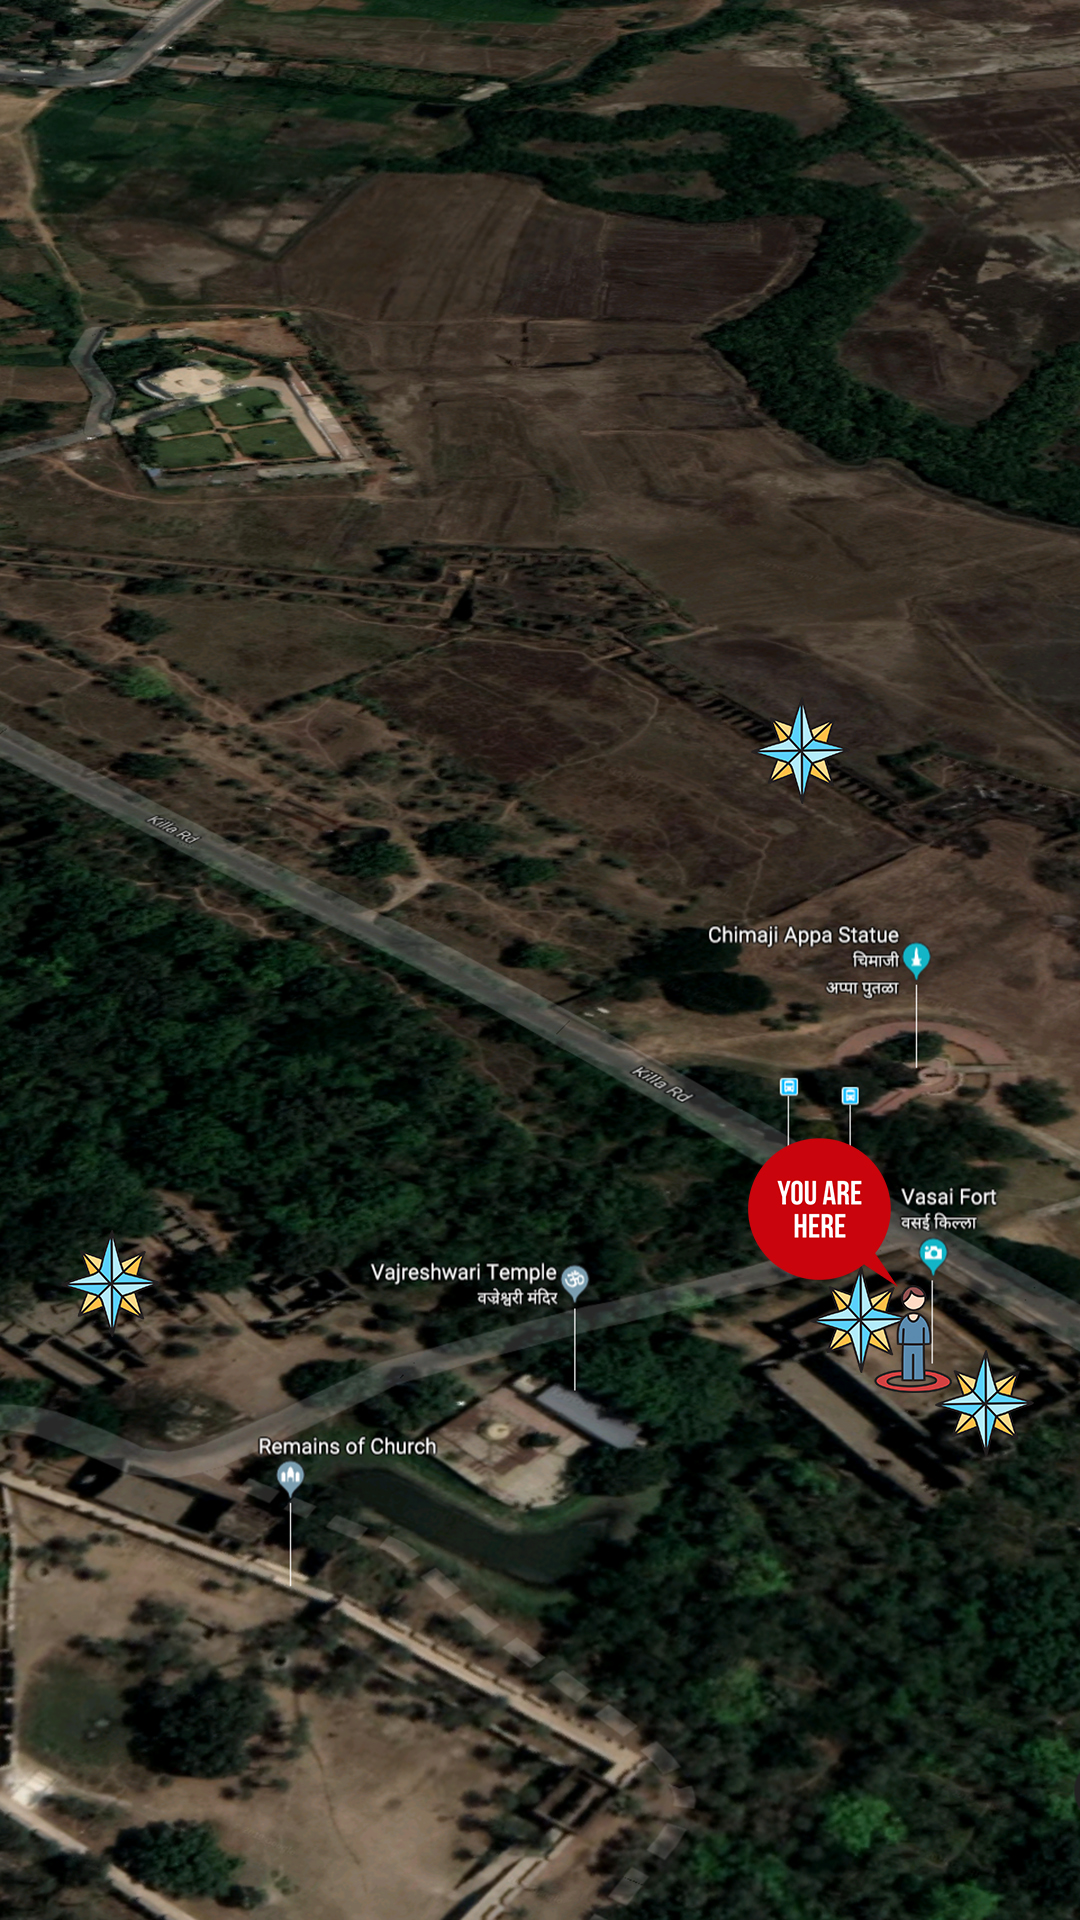 Killa Rd
Chimaji Appa Statue
चिमाजी
अप्पा पुतळा
Killa Rd
YOU ARE
HERE
Vasai Fort
वसई किल्ला
Vajreshwari Temple
वज्रेश्वरी मंदिर
Remains of Church